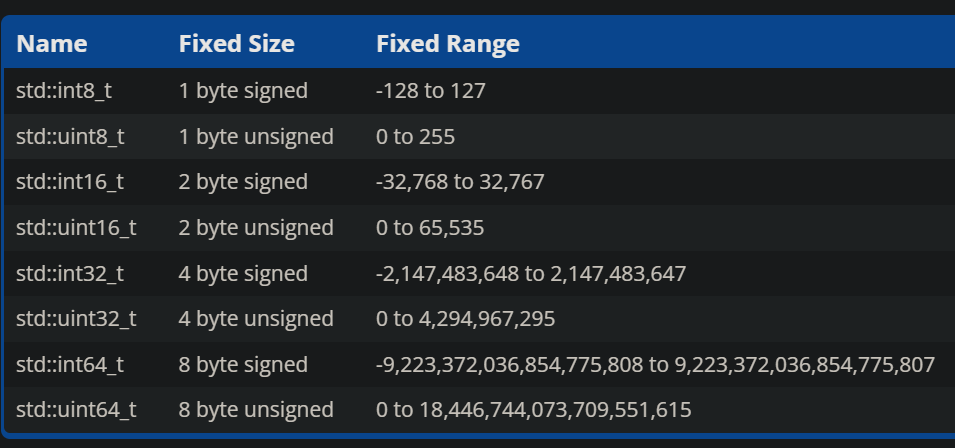 Name Fixed Size Fixed Range
std::int8_t 1 byte signed -128 to 127
std::uint8_t 1 byte unsigned 0 to 255
std::int16_t 2 byte signed -32,768 to 32,767
std::uint16_t 2 byte unsigned 0 to 65,535
std::int32_t 4 byte signed -2,147,483,648 to 2,147,483,647
std::uint32_t 4 byte unsigned 0 to 4,294,967,295
std::int64_t 8 byte signed -9,223,372,036,854,775,808 to 9,223,372,036,854,775,807
std::uint64_t 8 byte unsigned 0 to 18,446,744,073,709,551,615